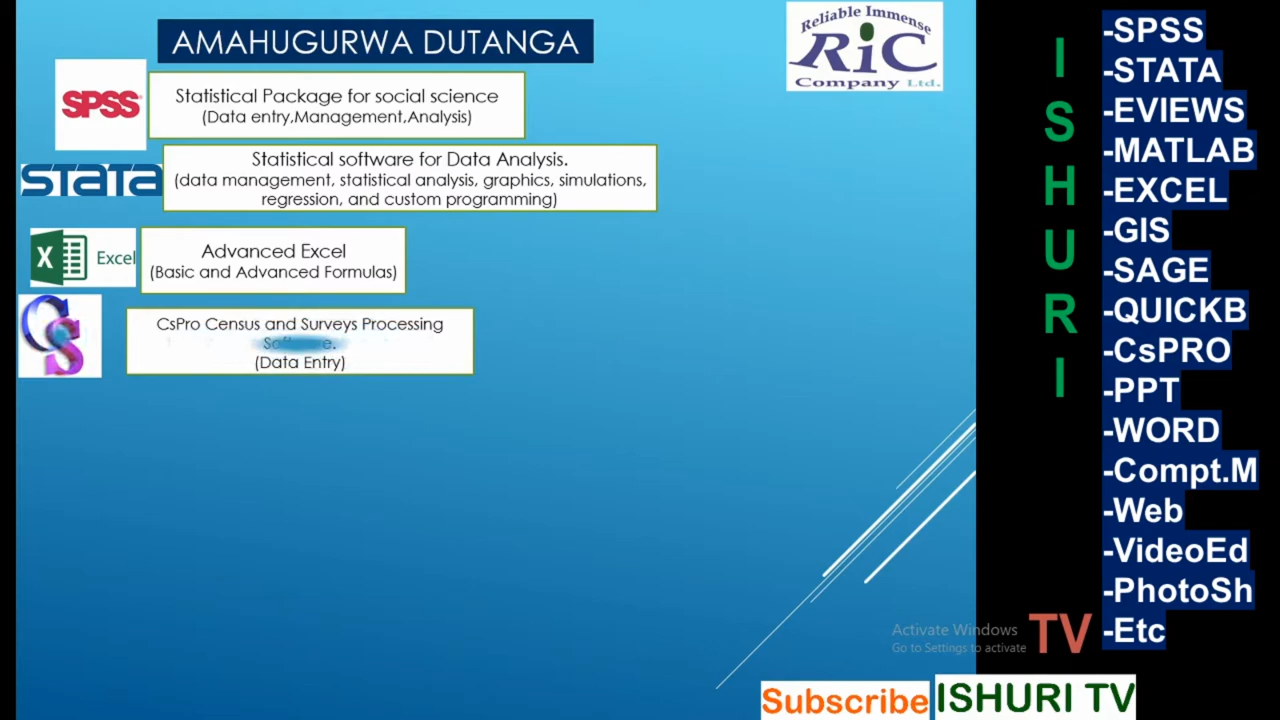 AMAHUGURWA DUTANGA
Reliable Immense
RiC
Company Ltd.
SPSS
Statistical Package for social science
(Data entry,Management,Analysis)
STATA
Statistical software for Data Analysis.
(data management, statistical analysis, graphics, simulations,
regression, and custom programming)
X Excel
Advanced Excel
(Basic and Advanced Formulas)
CS
CsPro Census and Surveys Processing
(Data Entry)
I
S
H
U
R
I
TV
-SPSS
-STATA
-EVIEWS
-MATLAB
-EXCEL
-GIS
-SAGE
-QUICKB
-CsPRO
-PPT
-WORD
-Compt.M
-Web
-VideoEd
-PhotoSh
-Etc
Activate Windows
Go to Settings to activate
Subscribe ISHURI TV